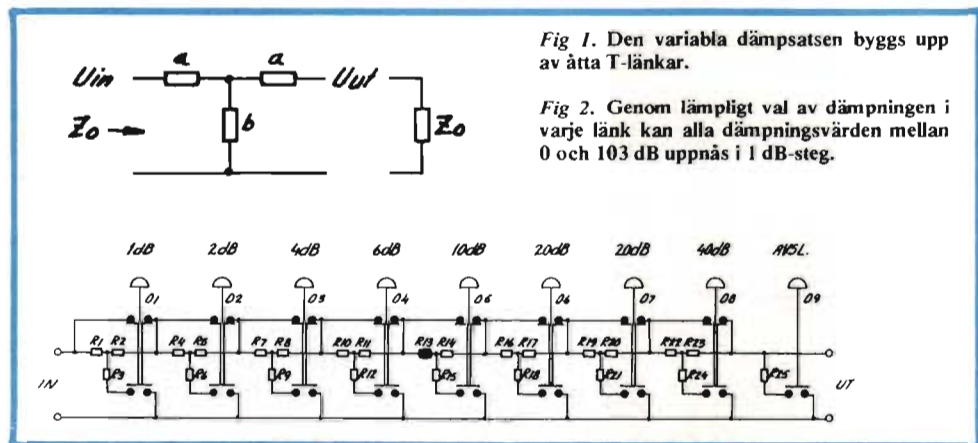 a a
Uin Uut
b
Zo Zo
Fig 1. Den variabla dämpsatsen byggs upp
av åtta T-länkar.
Fig 2. Genom lämpligt val av dämpningen i
varje länk kan alla dämpningsvärden mellan
0 och 103 dB uppnås i 1 dB-steg.
1dB 2dB 4dB 6dB 10dB 20dB 20dB 40dB AVSL.
O1 O2 O3 O4 O6 O6 O7 O8 O9
R1 R2 R4 R5 R7 R8 R10 R11 R13 R14 R16 R17 R19 R20 R22 R23
R3 R6 R9 R12 R15 R18 R21 R24 R25
IN UT